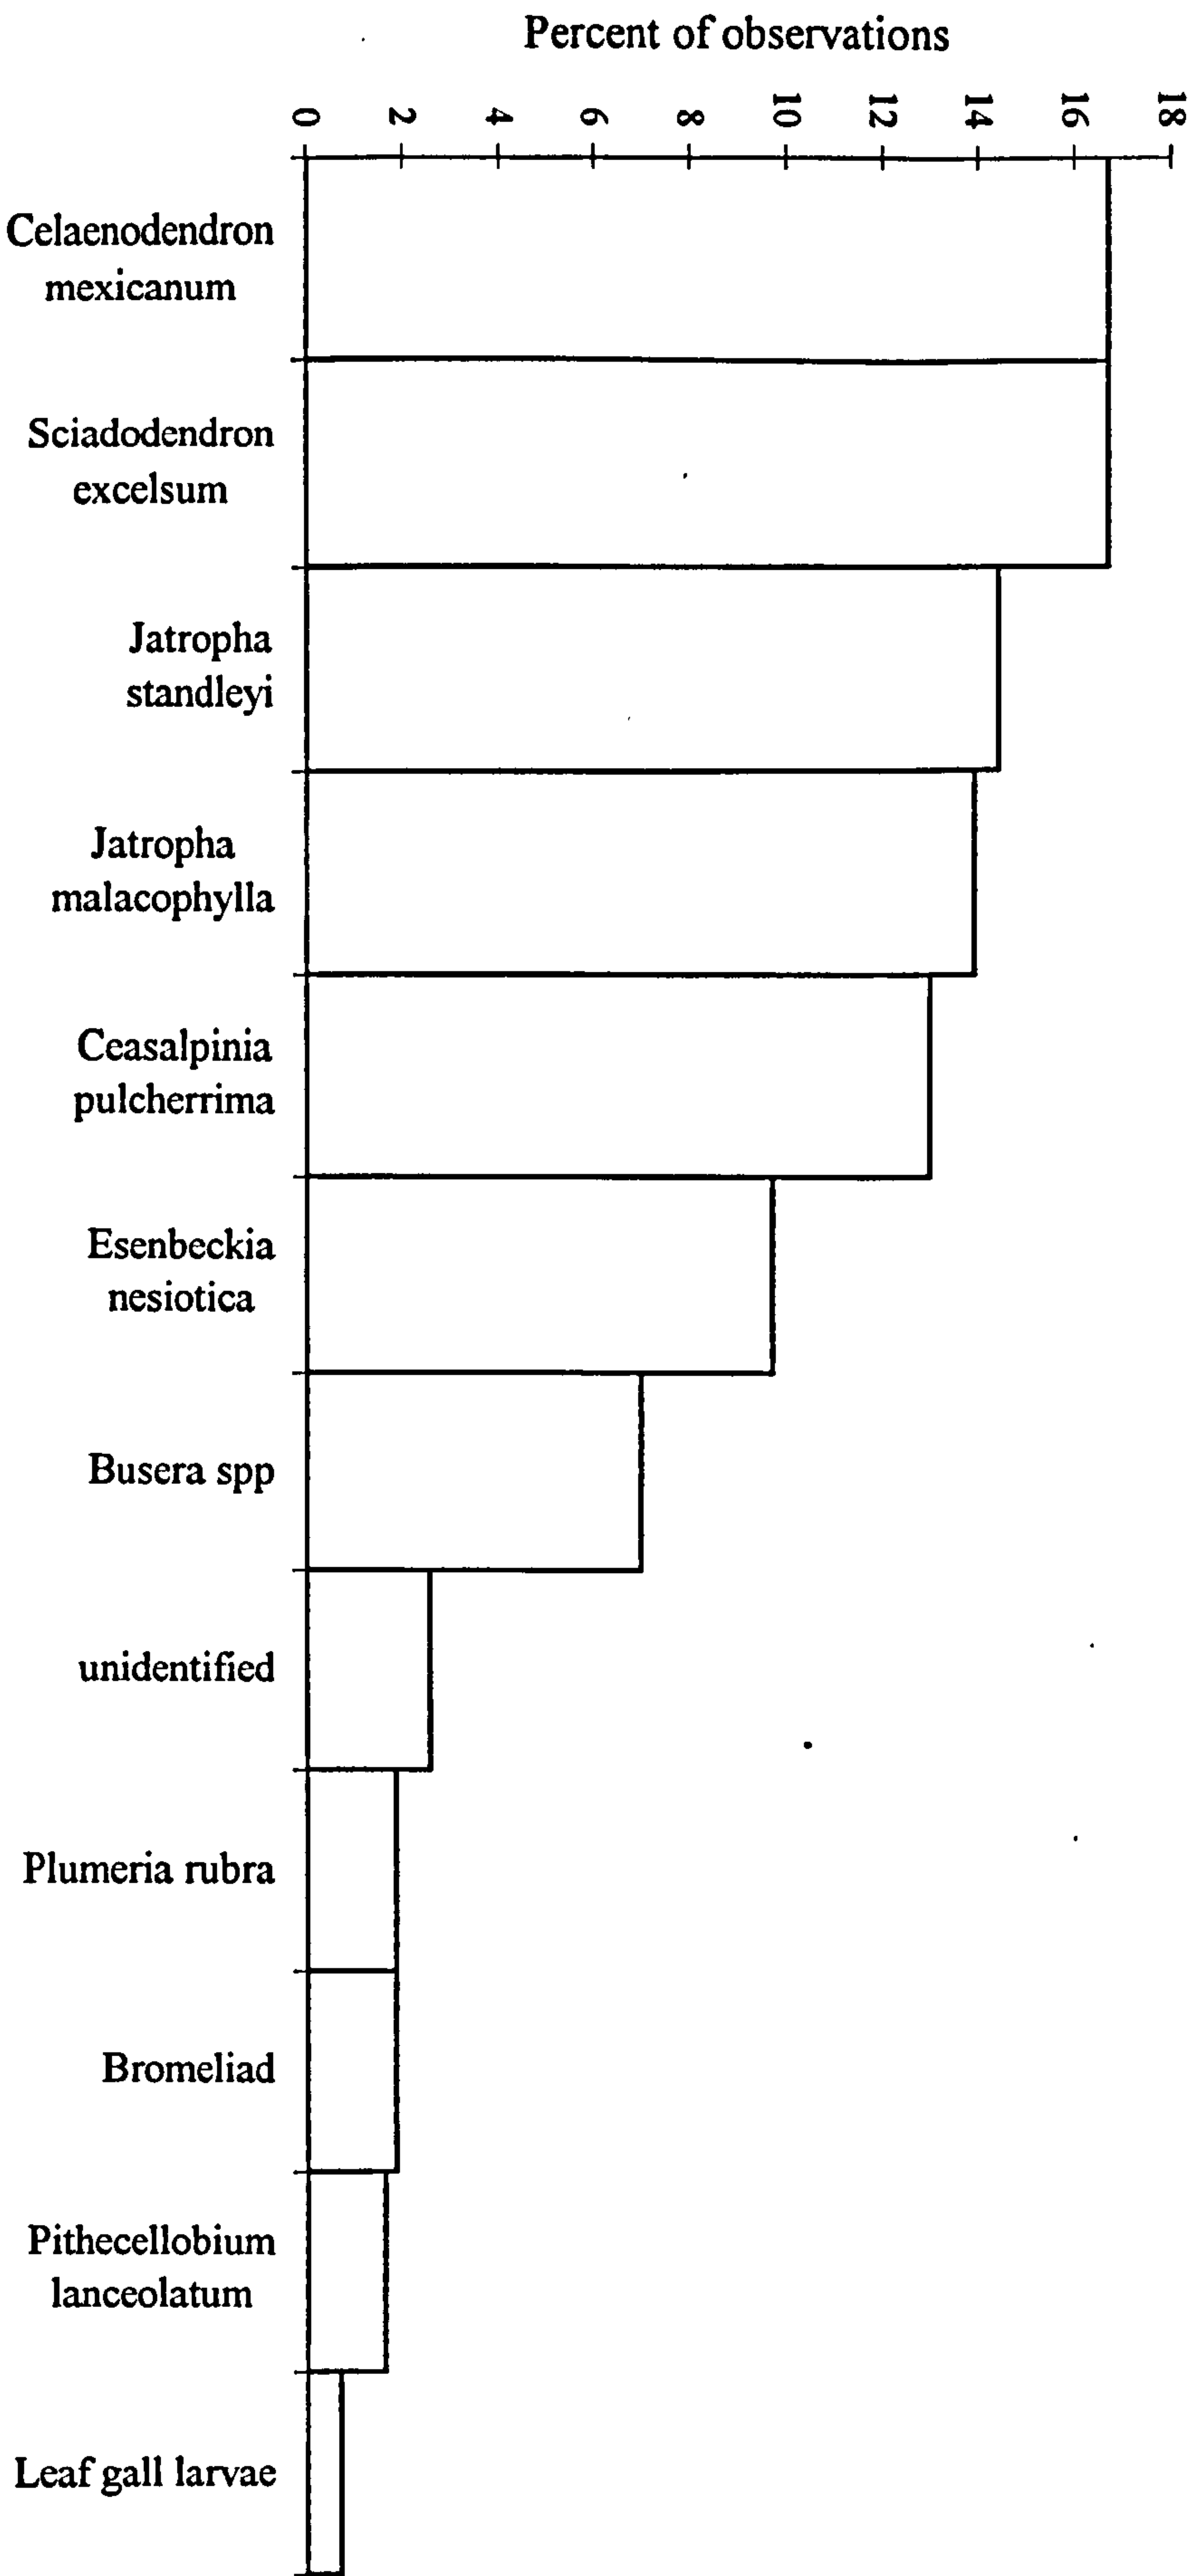 Percent of observations
0
2
4
6
8
10
12
14
16
18
Celaenodendron
mexicanum
Sciadodendron
excelsum
Jatropha
standleyi
Jatropha
malacophylla
Ceasalpinia
pulcherrima
Esenbeckia
nesiotica
Busera spp
unidentified
Plumeria rubra
Bromeliad
Pithecellobium
lanceolatum
Leaf gall larvae